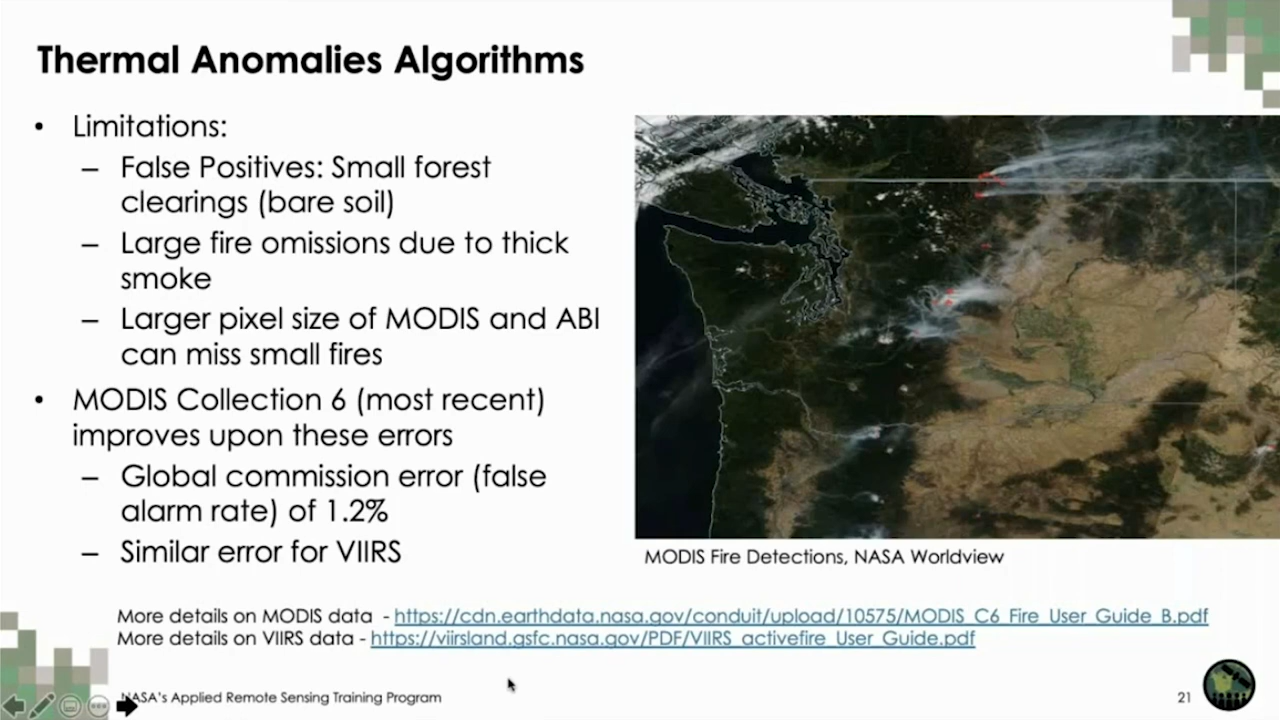 Thermal Anomalies Algorithms
• Limitations:
– False Positives: Small forest
clearings (bare soil)
– Large fire omissions due to thick
smoke
– Larger pixel size of MODIS and ABI
can miss small fires
• MODIS Collection 6 (most recent)
improves upon these errors
– Global commission error (false
alarm rate) of 1.2%
– Similar error for VIIRS
MODIS Fire Detections, NASA Worldview
More details on MODIS data - https://cdn.earthdata.nasa.gov/conduit/upload/10575/MODIS_C6_Fire_User_Guide_B.pdf
More details on VIIRS data - https://viirsland.gsfc.nasa.gov/PDF/VIIRS_activefire_User_Guide.pdf
NASA's Applied Remote Sensing Training Program
21